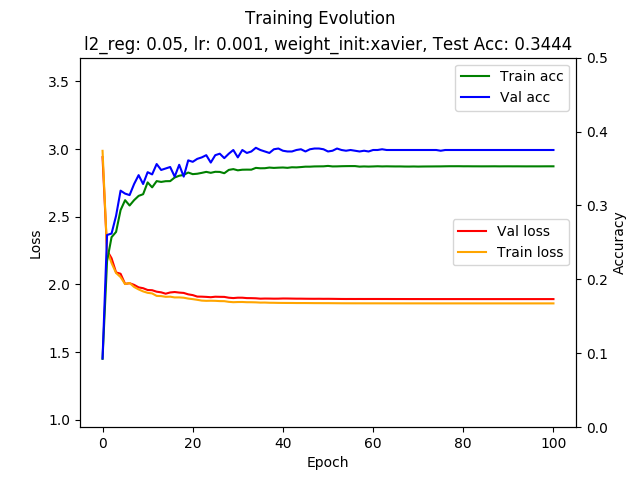 Training Evolution
l2_reg: 0.05, lr: 0.001, weight_init:xavier, Test Acc: 0.3444
3.5
3.0
2.5
2.0
1.5
1.0
Loss
0
20
40
60
80
100
Epoch
0.5
0.4
0.3
0.2
0.1
0.0
Accuracy
Train acc
Val acc
Val loss
Train loss